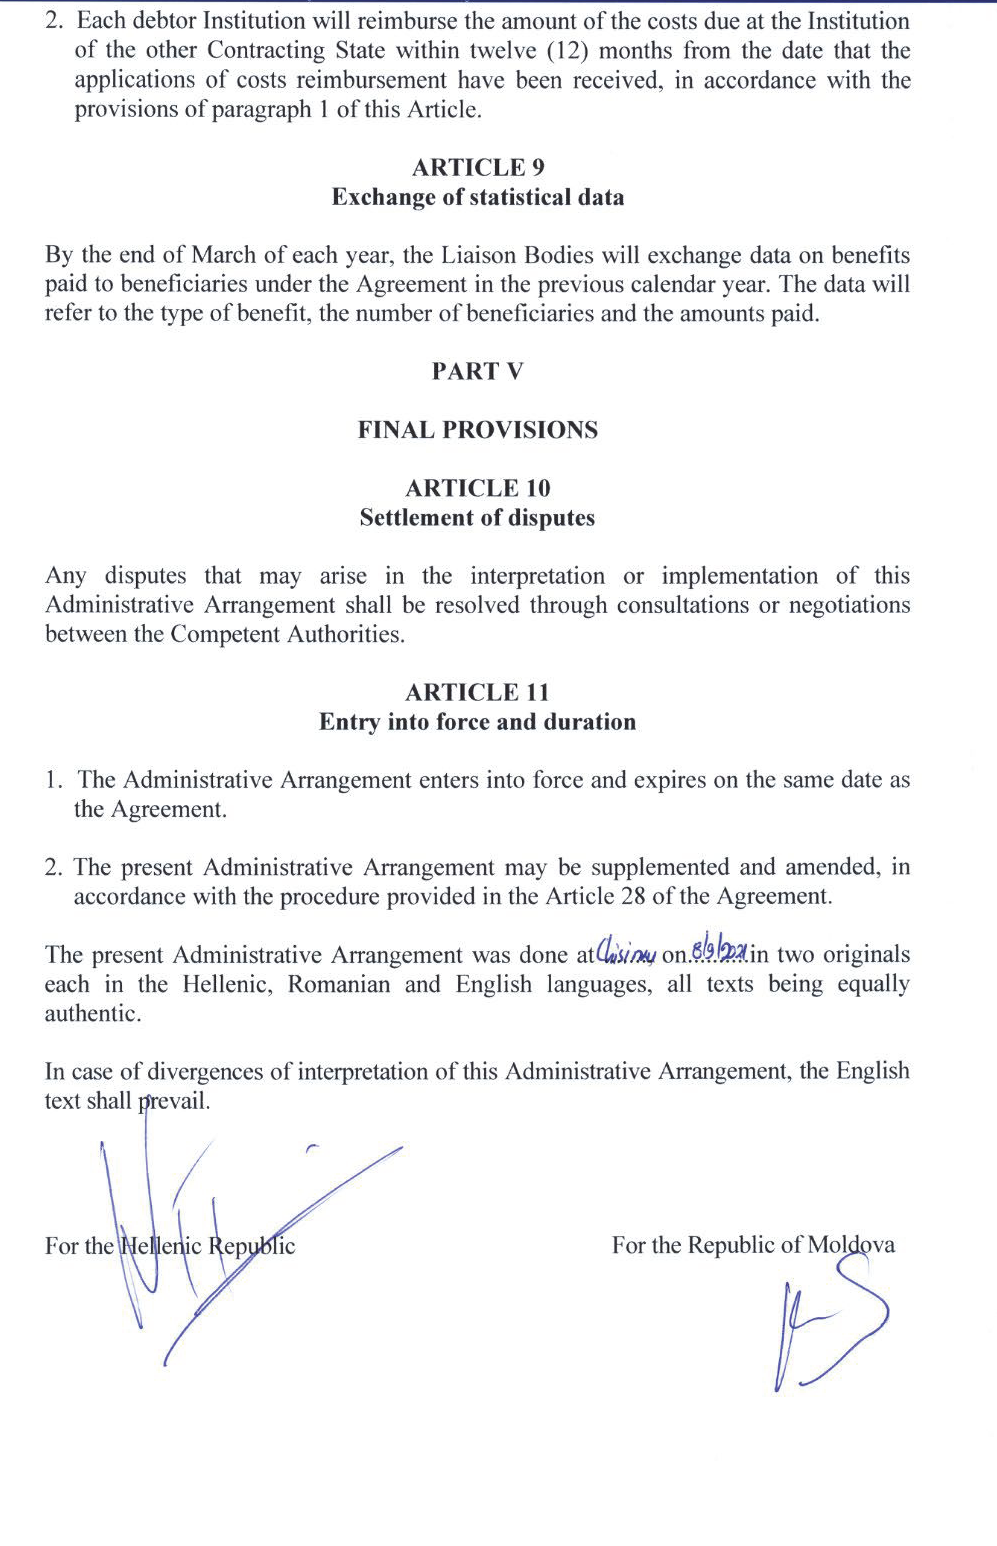 2. Each debtor Institution will reimburse the amount of the costs due at the Institution
of the other Contracting State within twelve (12) months from the date that the
applications of costs reimbursement have been received, in accordance with the
provisions of paragraph 1 of this Article.
ARTICLE 9
Exchange of statistical data
By the end of March of each year, the Liaison Bodies will exchange data on benefits
paid to beneficiaries under the Agreement in the previous calendar year. The data will
refer to the type of benefit, the number of beneficiaries and the amounts paid.
PART V
FINAL PROVISIONS
ARTICLE 10
Settlement of disputes
Any disputes that may arise in the interpretation or implementation of this
Administrative Arrangement shall be resolved through consultations or negotiations
between the Competent Authorities.
ARTICLE 11
Entry into force and duration
1. The Administrative Arrangement enters into force and expires on the same date as
the Agreement.
2. The present Administrative Arrangement may be supplemented and amended, in
accordance with the procedure provided in the Article 28 of the Agreement.
The present Administrative Arrangement was done at Chisinau on 8/9/2021 in two originals
each in the Hellenic, Romanian and English languages, all texts being equally
authentic.
In case of divergences of interpretation of this Administrative Arrangement, the English
text shall prevail.
For the Hellenic Republic
For the Republic of Moldova